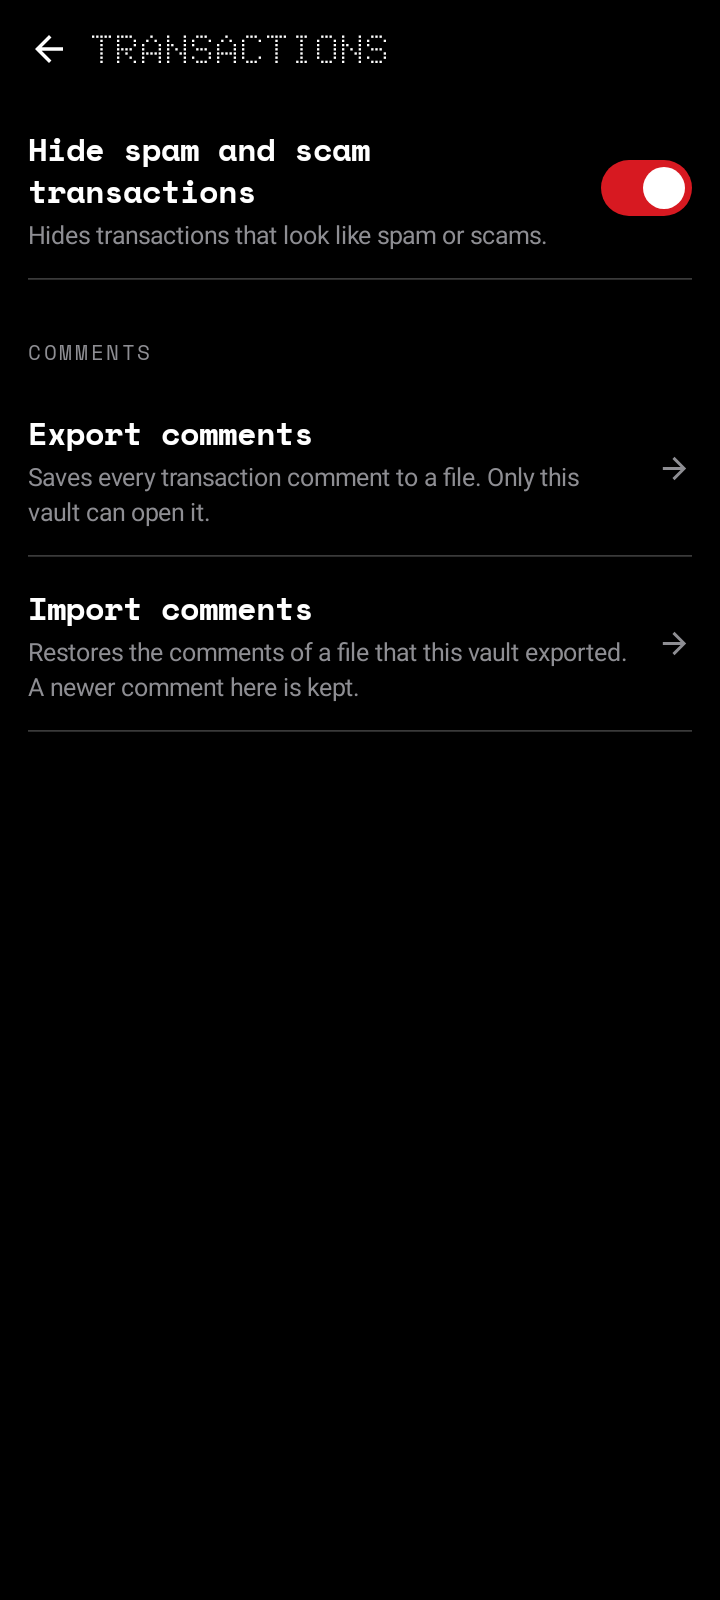 TRANSACTIONS
Hide spam and scam
transactions
Hides transactions that look like spam or scams.
COMMENTS
Export comments
Saves every transaction comment to a file. Only this
vault can open it.
Import comments
Restores the comments of a file that this vault exported.
A newer comment here is kept.